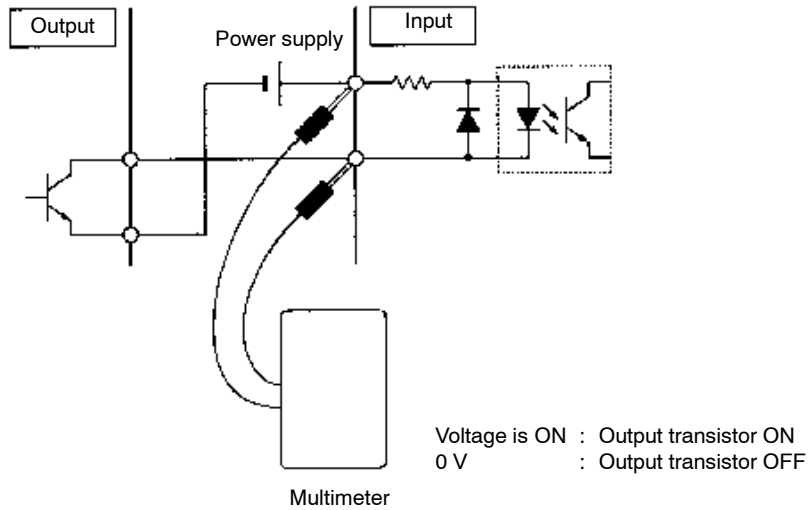 Output
Power supply
Input
Voltage is ON : Output transistor ON
0 V : Output transistor OFF
Multimeter